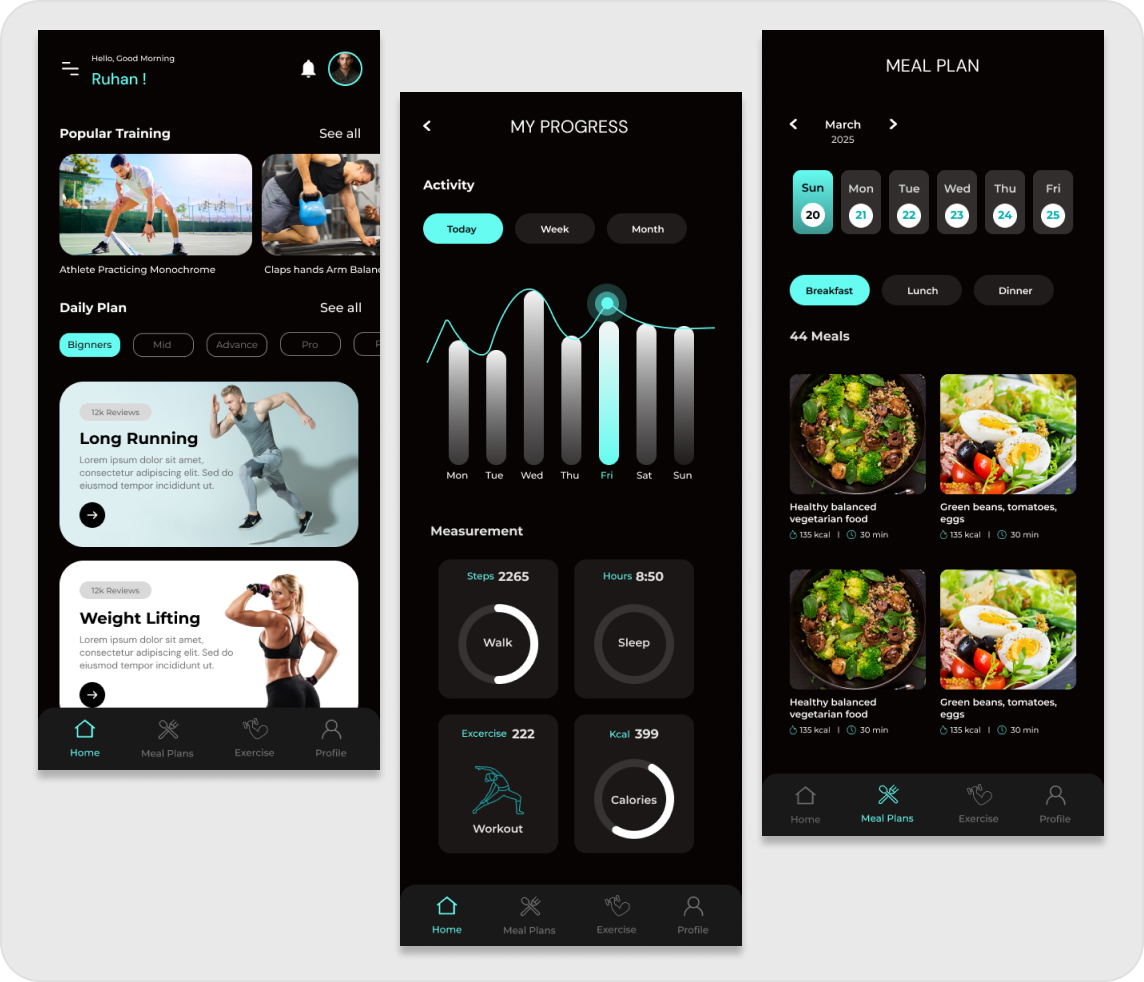 Hello, Good Morning
Ruhan !
Popular Training
See all
Athlete Practicing Monochrome
Claps hands Arm Balanc
Daily Plan
See all
Bignners
Mid
Advance
Pro
12k Reviews
Long Running
Lorem ipsum dolor sit amet,
consectetur adipiscing elit. Sed do
eiusmod tempor incididunt ut.
12k Reviews
Weight Lifting
Lorem ipsum dolor sit amet,
consectetur adipiscing elit. Sed do
eiusmod tempor incididunt ut.
Home
Meal Plans
Exercise
Profile
MY PROGRESS
Activity
Today
Week
Month
Mon
Tue
Wed
Thu
Fri
Sat
Sun
Measurement
Steps 2265
Walk
Hours 8:50
Sleep
Excercise 222
Workout
Kcal 399
Calories
Home
Meal Plans
Exercise
Profile
MEAL PLAN
March
2025
Sun
20
Mon
21
Tue
22
Wed
23
Thu
24
Fri
25
Breakfast
Lunch
Dinner
44 Meals
Healthy balanced
vegetarian food
135 kcal | 30 min
Green beans, tomatoes,
eggs
135 kcal | 30 min
Healthy balanced
vegetarian food
135 kcal | 30 min
Green beans, tomatoes,
eggs
135 kcal | 30 min
Home
Meal Plans
Exercise
Profile